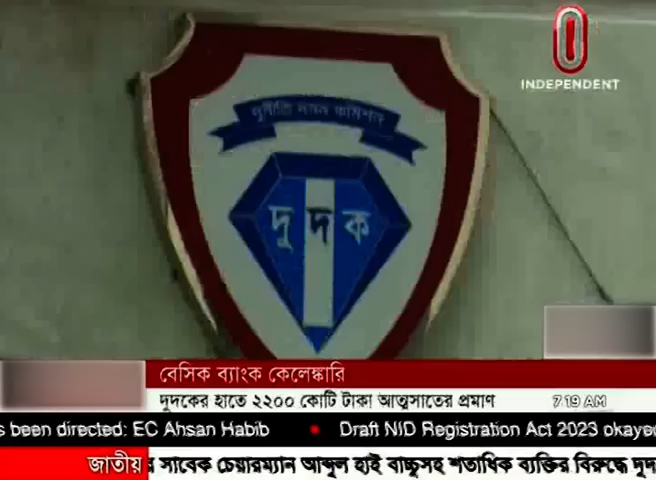 INDEPENDENT
দুর্নীতি দমন কমিশন
দু দ ক
বেসিক ব্যাংক কেলেঙ্কারি
দুদকের হাতে ২২০০ কোটি টাকা আত্মসাতের প্রমাণ
7:19 AM
s been directed: EC Ahsan Habib • Draft NID Registration Act 2023 okaye
জাতীয়
র সাবেক চেয়ারম্যান আব্দুল হাই বাচ্চুসহ শতাধিক ব্যক্তির বিরুদ্ধে দুদ